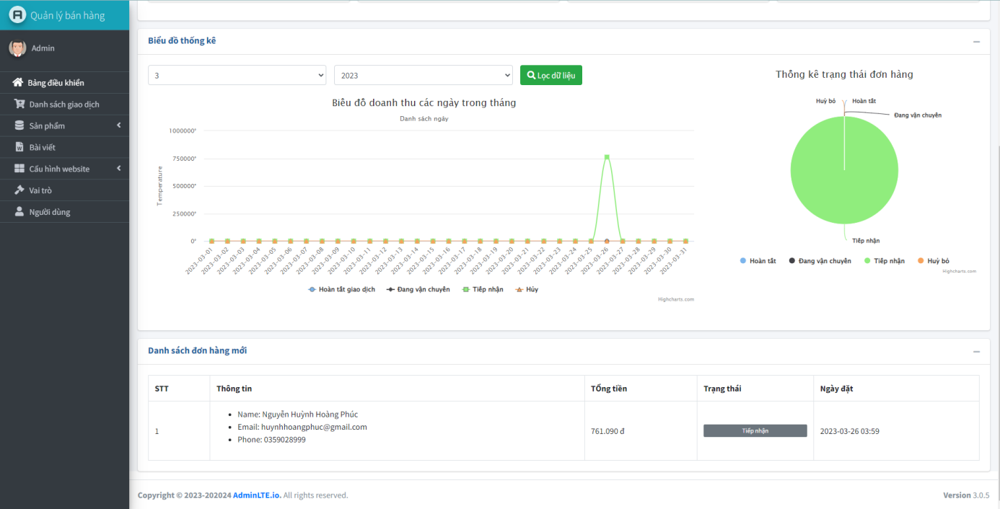 Quản lý bán hàng
Admin
Bảng điều khiển
Danh sách giao dịch
Sản phẩm
Bài viết
Cấu hình website
Vai trò
Người dùng
Biểu đồ thống kê
3
2023
Lọc dữ liệu
Biểu đồ doanh thu các ngày trong tháng
Danh sách ngày
Temperature
1000000°
750000°
500000°
250000°
0°
2023-03-01
2023-03-02
2023-03-03
2023-03-04
2023-03-05
2023-03-06
2023-03-07
2023-03-08
2023-03-09
2023-03-10
2023-03-11
2023-03-12
2023-03-13
2023-03-14
2023-03-15
2023-03-16
2023-03-17
2023-03-18
2023-03-19
2023-03-20
2023-03-21
2023-03-22
2023-03-23
2023-03-24
2023-03-25
2023-03-26
2023-03-27
2023-03-28
2023-03-29
2023-03-30
2023-03-31
Hoàn tất giao dịch Đang vận chuyển Tiếp nhận Hủy
Highcharts.com
Thống kê trạng thái đơn hàng
Huỷ bỏ Hoàn tất
Đang vận chuyển
Tiếp nhận
Hoàn tất Đang vận chuyển Tiếp nhận Huỷ bỏ
Highcharts.com
Danh sách đơn hàng mới
STT Thông tin Tổng tiền Trạng thái Ngày đặt
1
Name: Nguyễn Huỳnh Hoàng Phúc
Email: huynhhoangphuc@gmail.com
Phone: 0359028999
761.090 đ
Tiếp nhận
2023-03-26 03:59
Copyright © 2023-202024 AdminLTE.io. All rights reserved.
Version 3.0.5